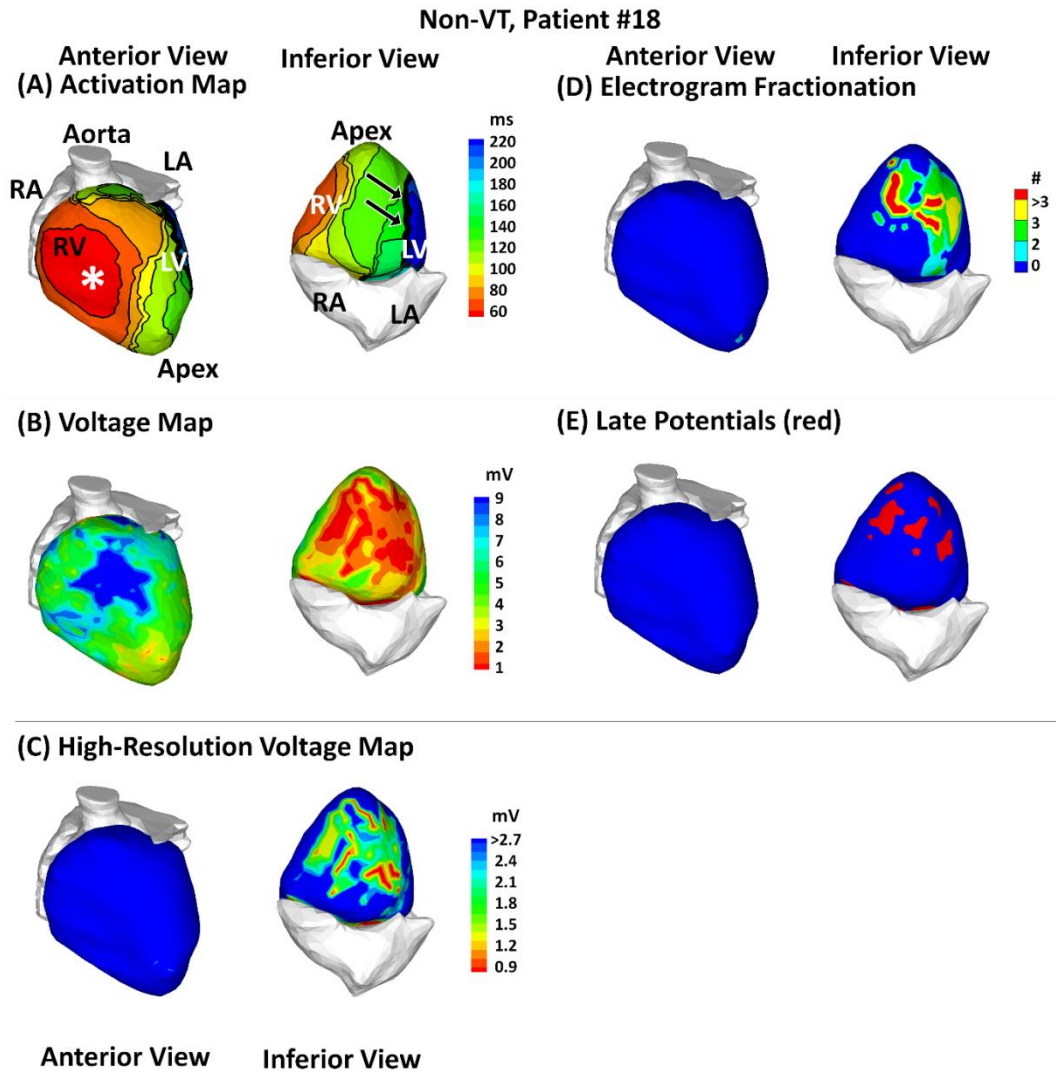 Non-VT, Patient #18
Anterior View
Inferior View
(A) Activation Map
Aorta
LA
RA
RV
*
LV
Apex
Apex
RV
LV
RA
LA
ms
220
200
180
160
140
120
100
80
60
(B) Voltage Map
mV
9
8
7
6
5
4
3
2
1
(C) High-Resolution Voltage Map
mV
>2.7
2.4
2.1
1.8
1.5
1.2
0.9
Anterior View
Inferior View
Anterior View
Inferior View
(D) Electrogram Fractionation
#
>3
3
2
0
(E) Late Potentials (red)